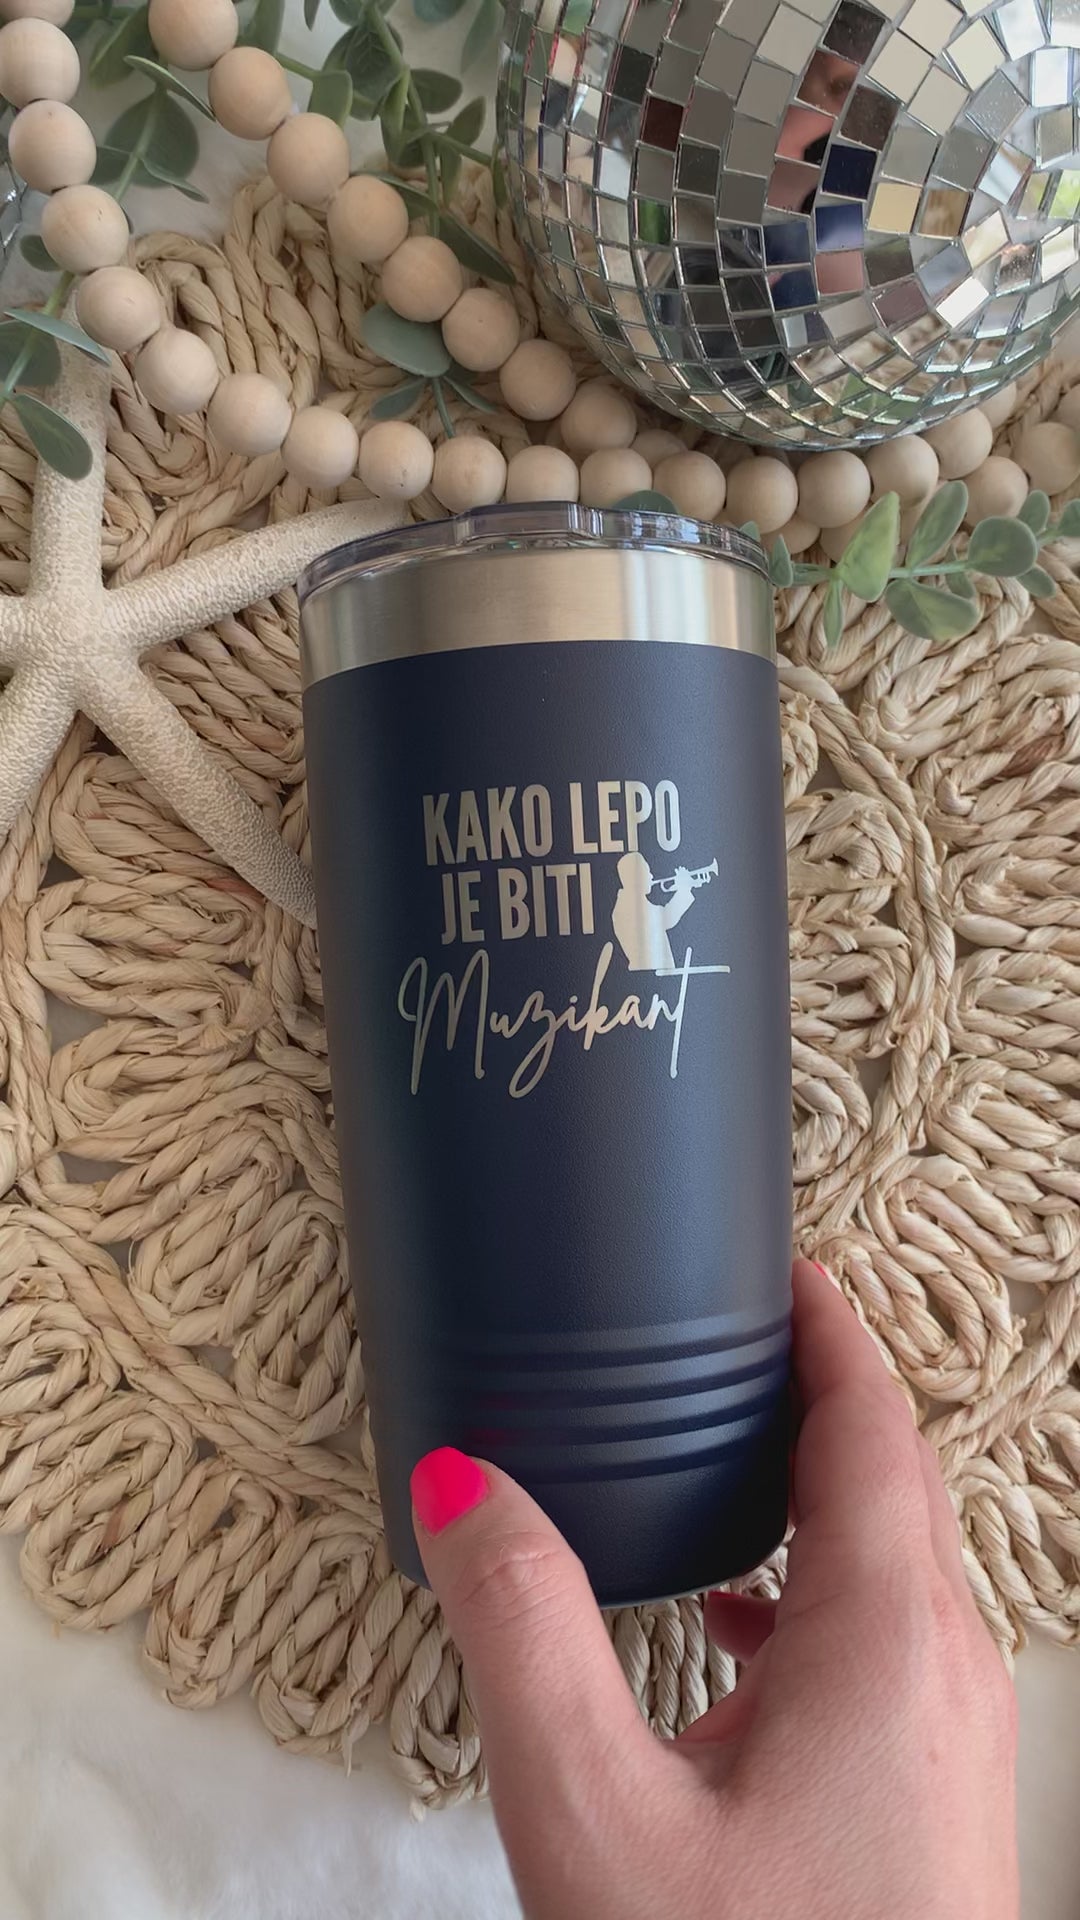 KAKO LEPO
JE BITI
Muzikant